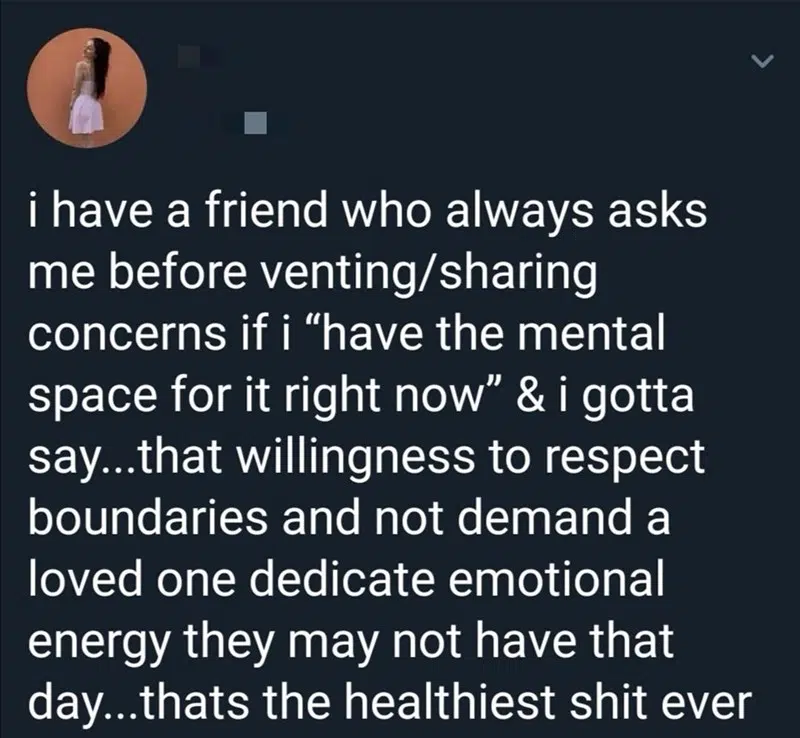 i have a friend who always asks
me before venting/sharing
concerns if i “have the mental
space for it right now” & i gotta
say...that willingness to respect
boundaries and not demand a
loved one dedicate emotional
energy they may not have that
day...thats the healthiest shit ever